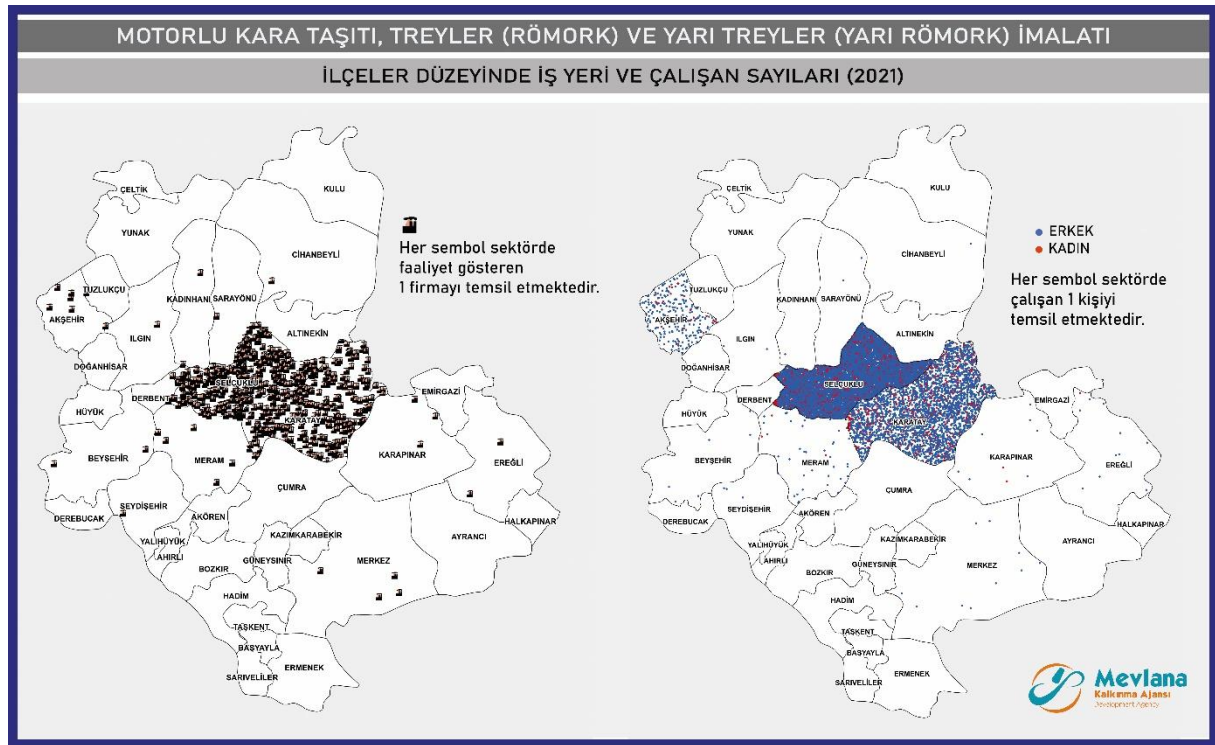 MOTORLU KARA TAŞITI, TREYLER (RÖMORK) VE YARI TREYLER (YARI RÖMORK) İMALATI
İLÇELER DÜZEYİNDE İŞ YERİ VE ÇALIŞAN SAYILARI (2021)
KULU
ÇELTİK
YUNAK
CİHANBEYLİ
Her sembol sektörde
faaliyet gösteren
1 firmayı temsil etmektedir.
TUZLUKÇU
KADINHANI
SARAYÖNÜ
AKŞEHİR
ILGIN
ALTINEKİN
DOĞANHİSAR
SELÇUKLU
DERBENT
EMİRGAZİ
HÜYÜK
KARATAY
BEYŞEHİR
MERAM
KARAPINAR
EREĞLİ
ÇUMRA
SEYDİŞEHİR
DEREBUCAK
AKÖREN
HALKAPINAR
KAZIMKARABEKİR
AYRANCI
YALIHÜYÜK
AHIRLI
GÜNEYSINIR
MERKEZ
BOZKIR
HADİM
TAŞKENT
BAŞYAYLA
ERMENEK
SARIVELİLER
KULU
ÇELTİK
YUNAK
CİHANBEYLİ
ERKEK
KADIN
Her sembol sektörde
çalışan 1 kişiyi
temsil etmektedir.
TUZLUKÇU
KADINHANI
SARAYÖNÜ
AKŞEHİR
ILGIN
ALTINEKİN
DOĞANHİSAR
SELÇUKLU
DERBENT
EMİRGAZİ
HÜYÜK
KARATAY
BEYŞEHİR
MERAM
KARAPINAR
EREĞLİ
ÇUMRA
SEYDİŞEHİR
DEREBUCAK
AKÖREN
HALKAPINAR
KAZIMKARABEKİR
AYRANCI
YALIHÜYÜK
AHIRLI
GÜNEYSINIR
MERKEZ
BOZKIR
HADİM
TAŞKENT
BAŞYAYLA
ERMENEK
SARIVELİLER
Mevlana
Kalkınma Ajansı
Development Agency